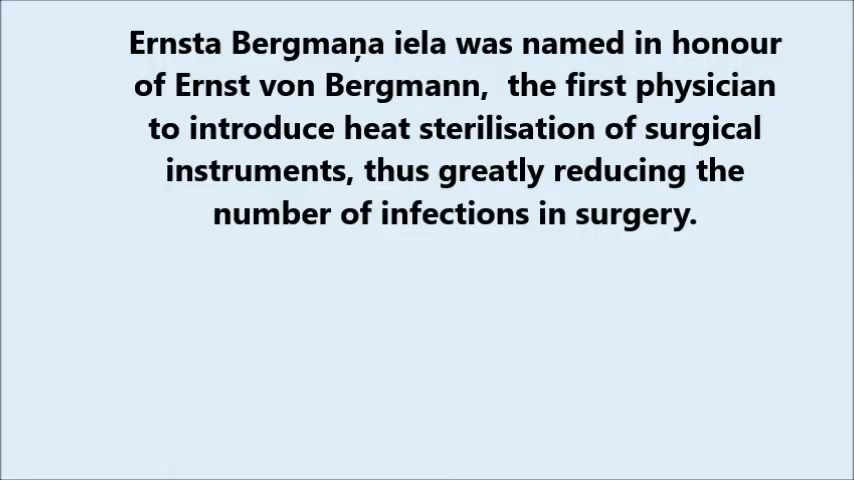 Ernsta Bergmaņa iela was named in honour
of Ernst von Bergmann,  the first physician
to introduce heat sterilisation of surgical
instruments, thus greatly reducing the
number of infections in surgery.